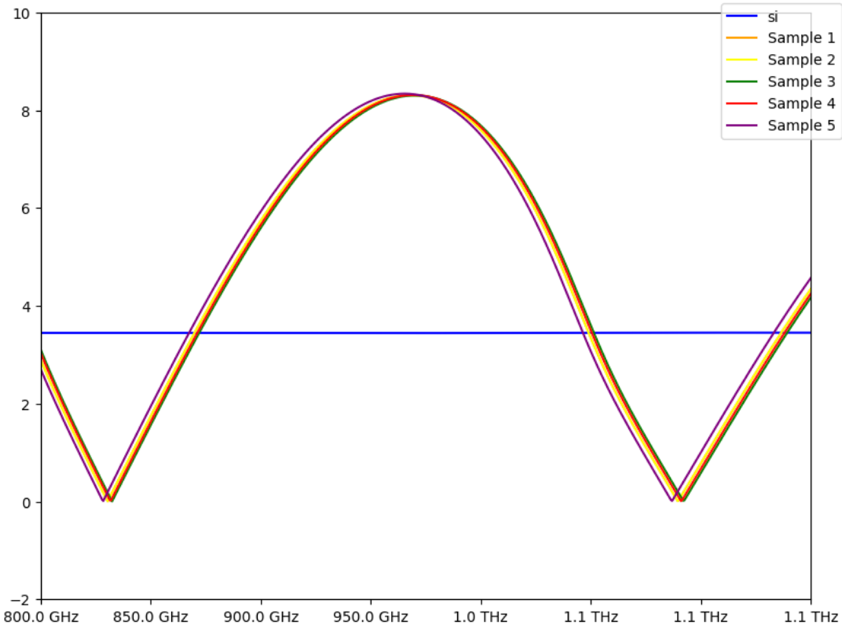 10
8
6
4
2
0
−2
800.0 GHz 850.0 GHz 900.0 GHz 950.0 GHz 1.0 THz 1.1 THz 1.1 THz 1.1 THz
si
Sample 1
Sample 2
Sample 3
Sample 4
Sample 5